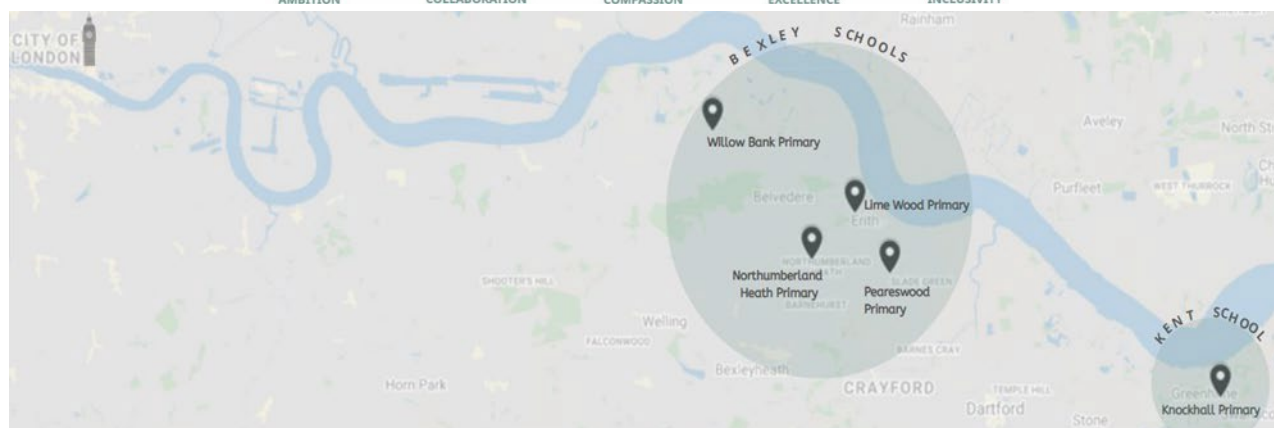 AMBITION COLLABORATION COMPASSION EXCELLENCE INCLUSIVITY
Rainham
CITY OF
LONDON
BEXLEY SCHOOLS
Aveley
Willow Bank Primary
Purfleet
WEST THURROCK
Belvedere
Lime Wood Primary
Erith
NORTHUMBERLAND
HEATH
SLADE GREEN
SHOOTER'S HILL
Northumberland
Heath Primary
Peareswood
Primary
BARNEHURST
Welling
FALCONWOOD
KENT SCHOOL
BARNES CRAY
Bexleyheath
Horn Park
CRAYFORD
TEMPLE HILL
Dartford
Stone
Knockhall Primary